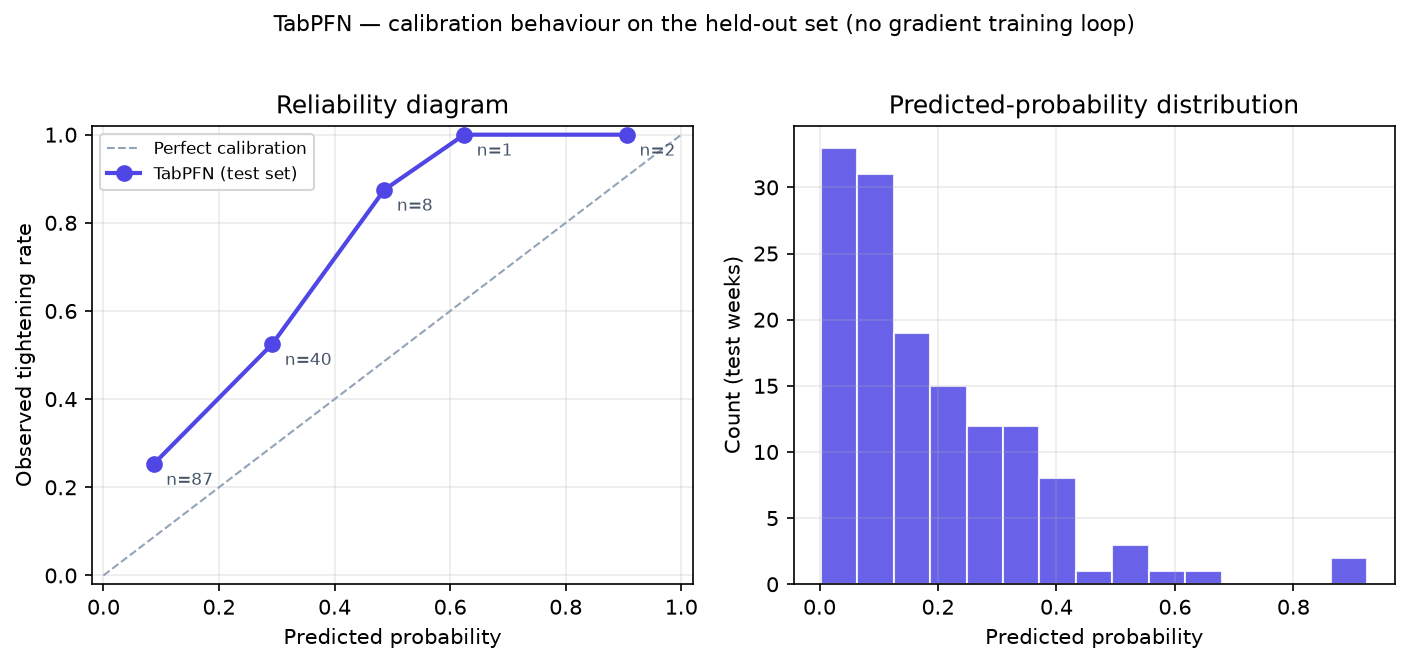 TabPFN — calibration behaviour on the held-out set (no gradient training loop)
Reliability diagram
Perfect calibration
TabPFN (test set)
n=87
n=40
n=8
n=1
n=2
1.0
0.8
0.6
0.4
0.2
0.0
0.0 0.2 0.4 0.6 0.8 1.0
Observed tightening rate
Predicted probability
Predicted-probability distribution
30
25
20
15
10
5
0
0.0 0.2 0.4 0.6 0.8
Count (test weeks)
Predicted probability